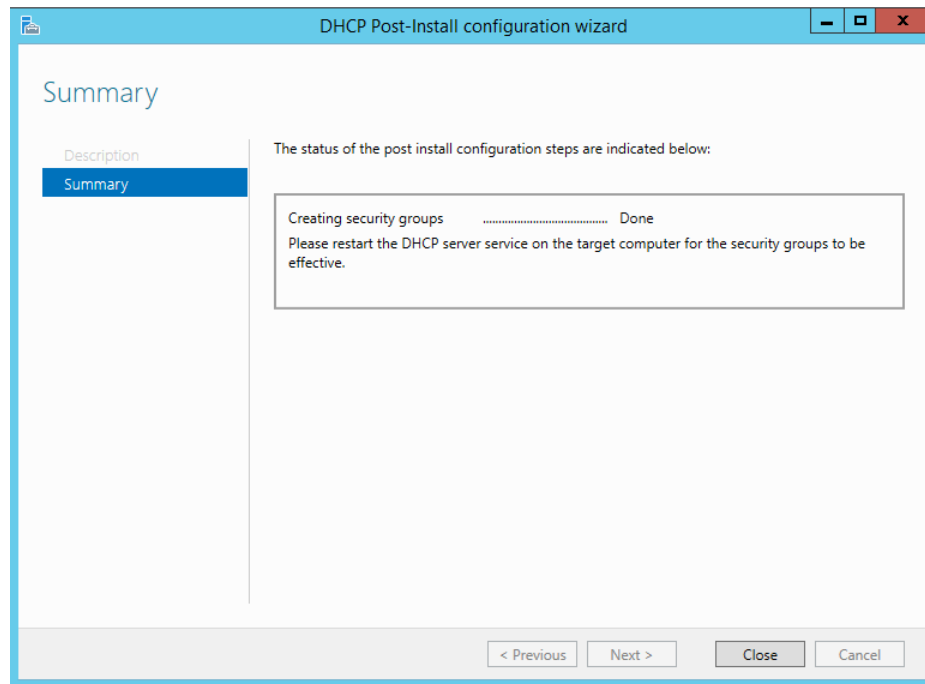 DHCP Post-Install configuration wizard
Summary
Description
Summary
The status of the post install configuration steps are indicated below:
Creating security groups ........................................ Done
Please restart the DHCP server service on the target computer for the security groups to be
effective.
< Previous
Next >
Close
Cancel